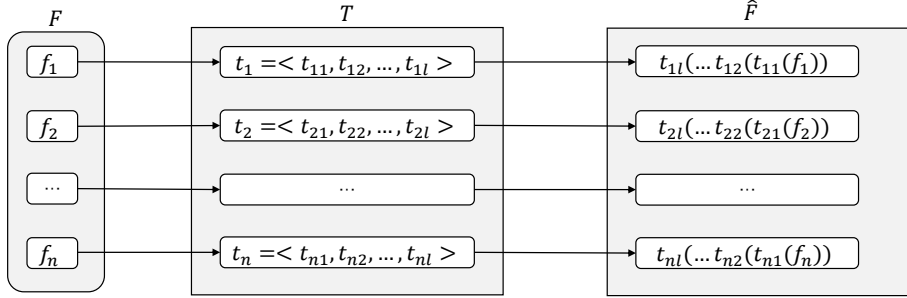 F T F̂
f₁ t₁ =< t₁₁, t₁₂, ..., t₁ₗ > t₁ₗ(... t₁₂(t₁₁(f₁))
f₂ t₂ =< t₂₁, t₂₂, ..., t₂ₗ > t₂ₗ(... t₂₂(t₂₁(f₂))
... ... ...
fₙ tₙ =< tₙ₁, tₙ₂, ..., tₙₗ > tₙₗ(... tₙ₂(tₙ₁(fₙ))